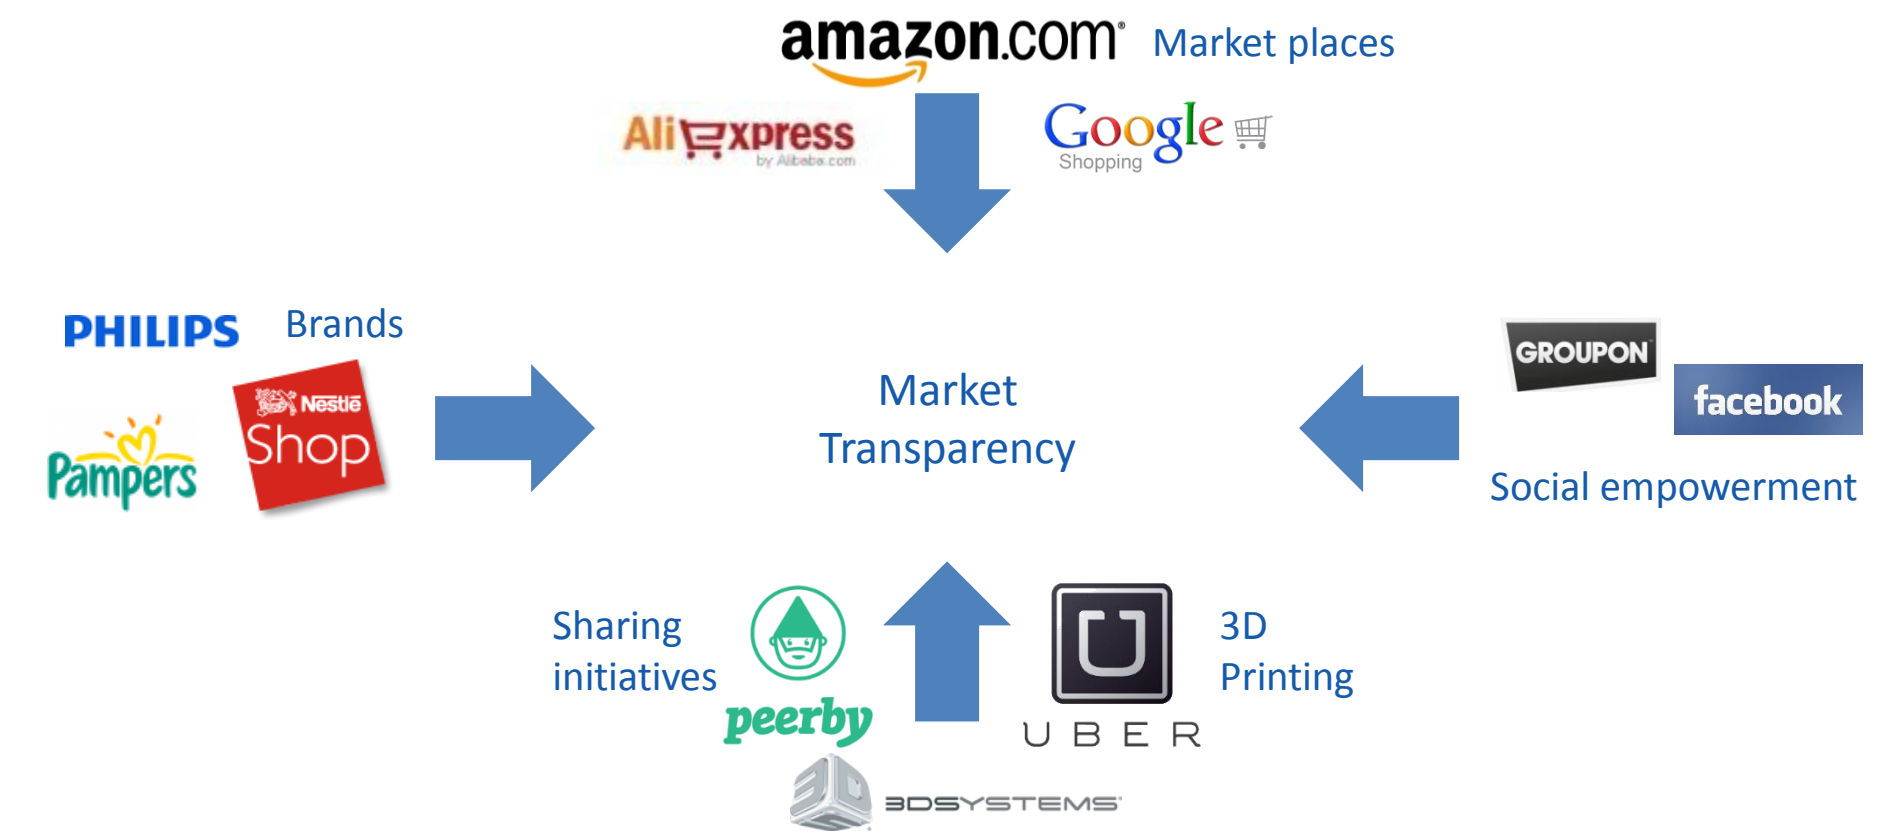 amazon.com
Market places
AliExpress
by Alibaba.com
Google
Shopping
PHILIPS
Brands
Nestlé
Shop
Pampers
Market
Transparency
GROUPON
facebook
Social empowerment
Sharing
initiatives
peerby
UBER
3D
Printing
3DS
3DSYSTEMS